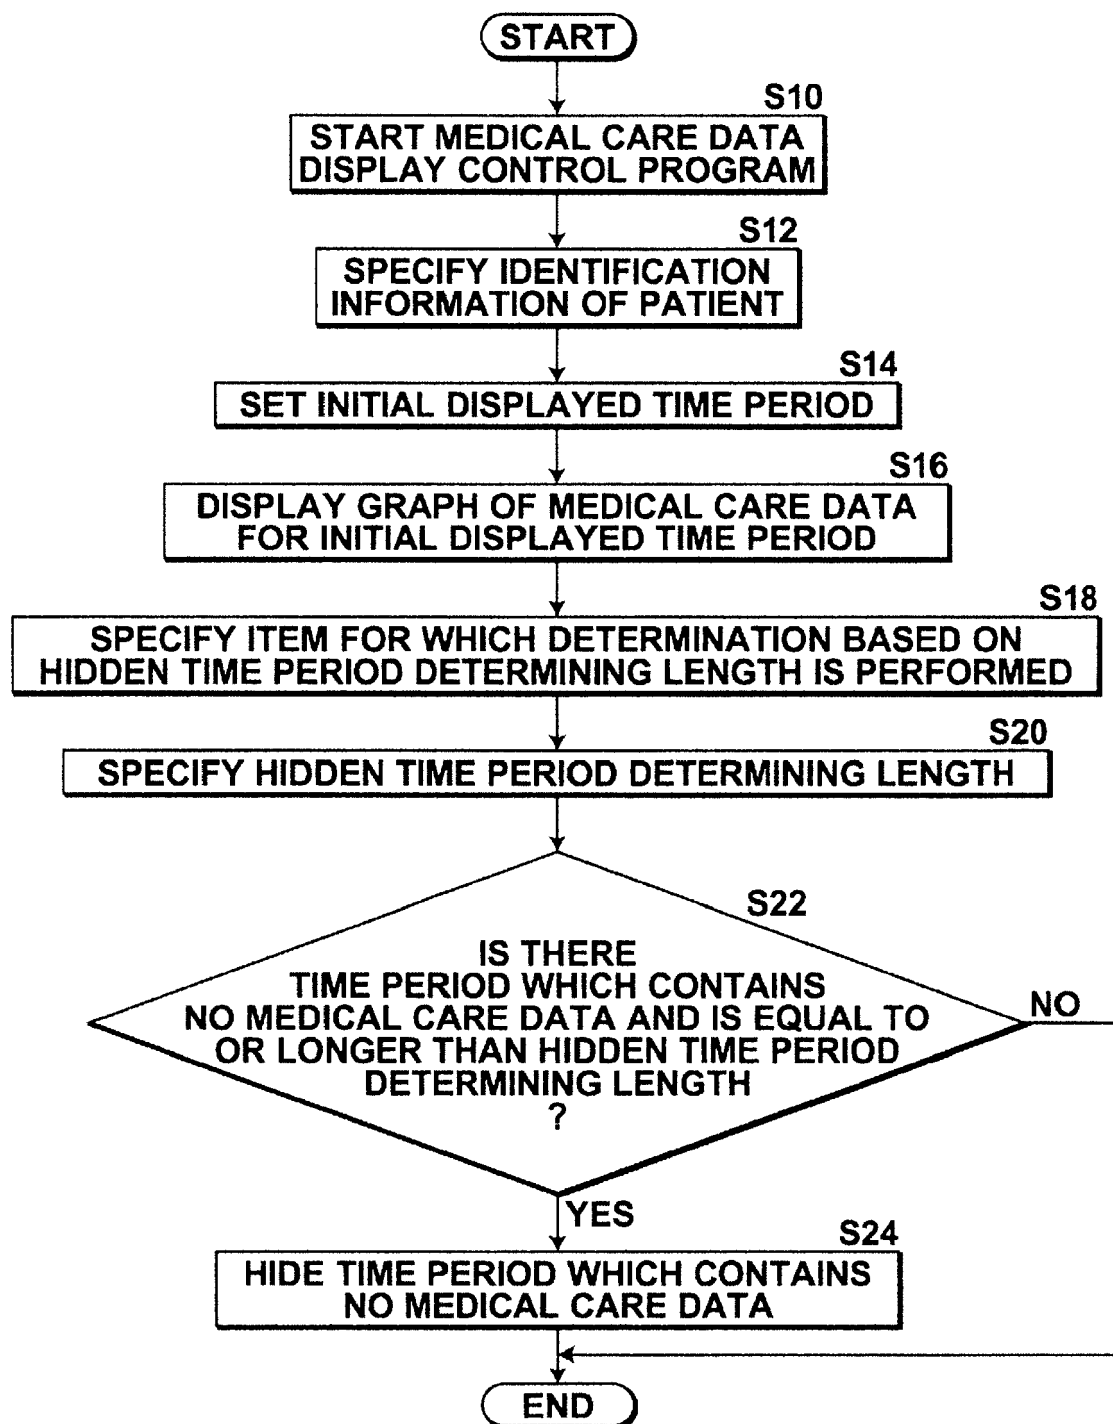 START
S10
START MEDICAL CARE DATA
DISPLAY CONTROL PROGRAM
S12
SPECIFY IDENTIFICATION
INFORMATION OF PATIENT
S14
SET INITIAL DISPLAYED TIME PERIOD
S16
DISPLAY GRAPH OF MEDICAL CARE DATA
FOR INITIAL DISPLAYED TIME PERIOD
S18
SPECIFY ITEM FOR WHICH DETERMINATION BASED ON
HIDDEN TIME PERIOD DETERMINING LENGTH IS PERFORMED
S20
SPECIFY HIDDEN TIME PERIOD DETERMINING LENGTH
S22
IS THERE
TIME PERIOD WHICH CONTAINS
NO MEDICAL CARE DATA AND IS EQUAL TO
OR LONGER THAN HIDDEN TIME PERIOD
DETERMINING LENGTH
?
NO
YES
S24
HIDE TIME PERIOD WHICH CONTAINS
NO MEDICAL CARE DATA
END